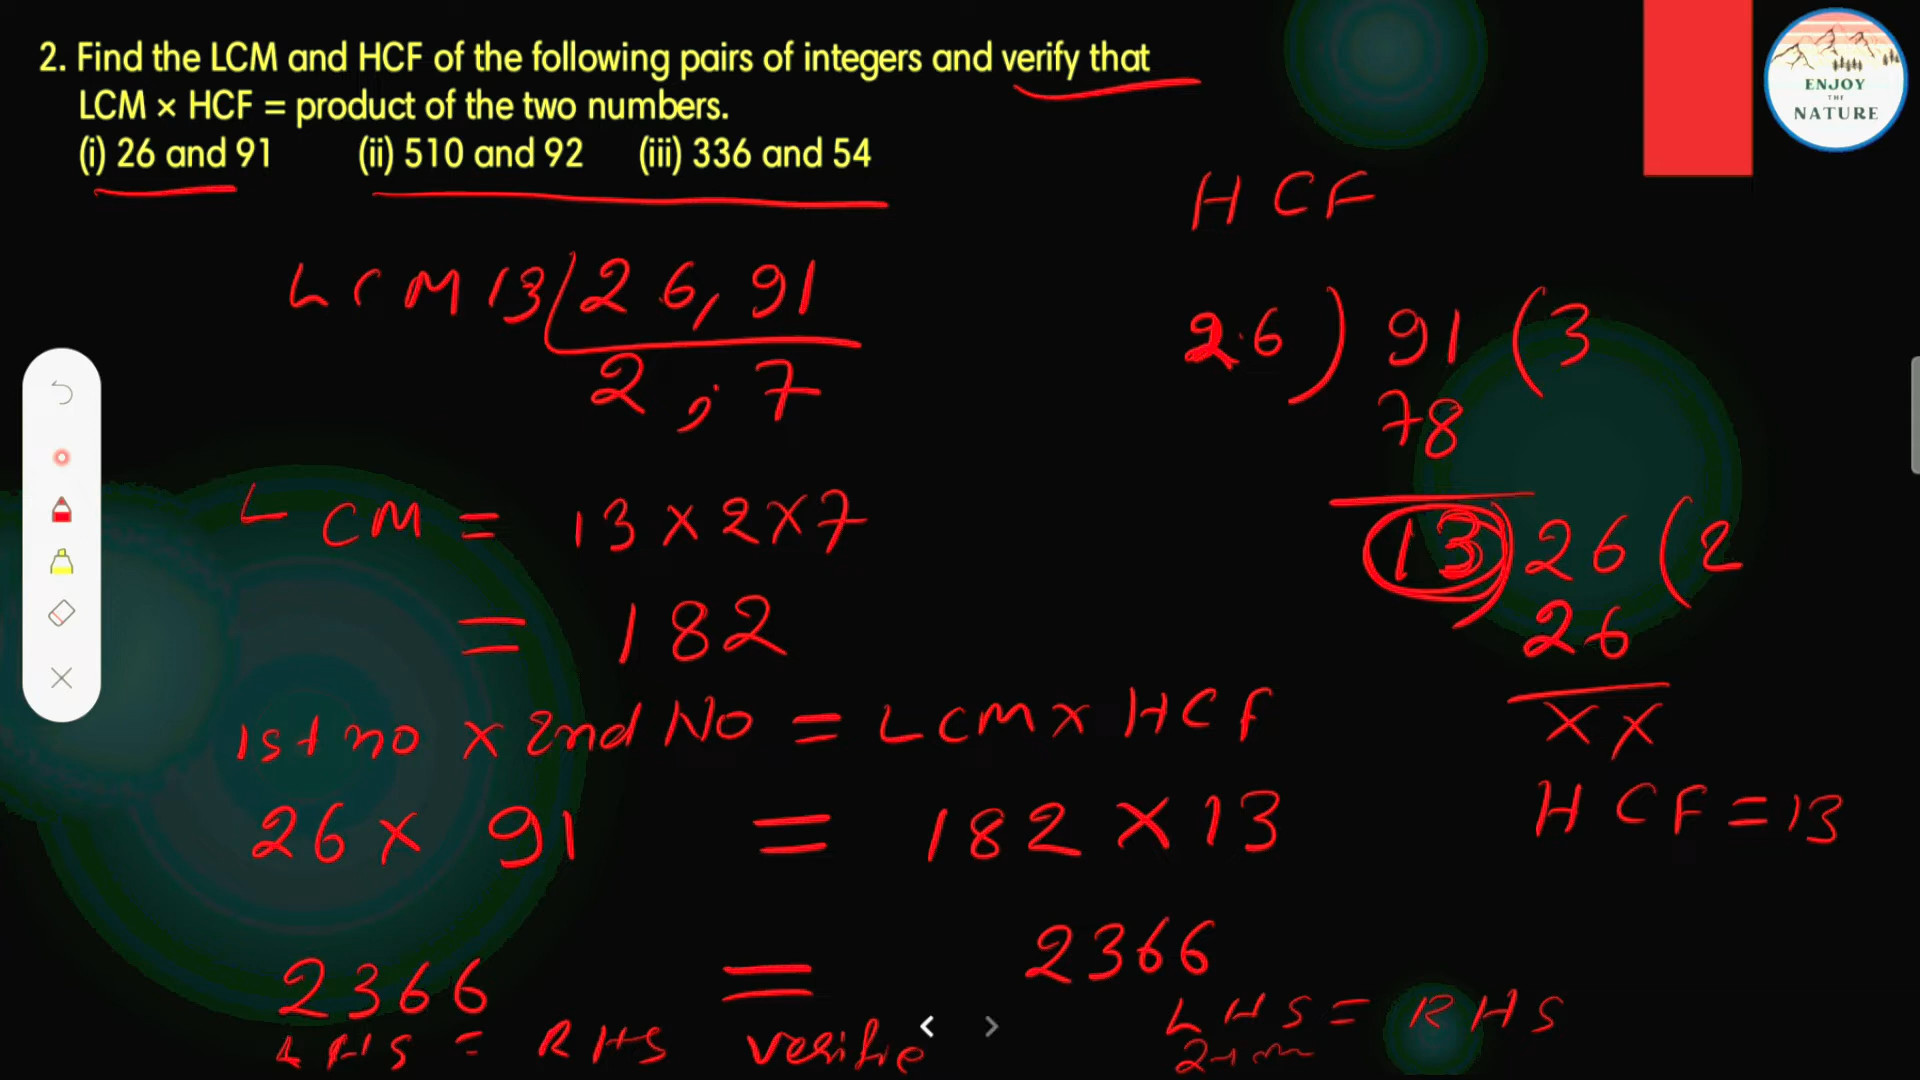 2. Find the LCM and HCF of the following pairs of integers and verify that
LCM × HCF = product of the two numbers.
(i) 26 and 91 (ii) 510 and 92 (iii) 336 and 54
ENJOY
THE
NATURE
HCF
LCM 13 26, 91
2, 7
26 ) 91 ( 3
78
13 ) 26 ( 2
26
XX
HCF = 13
LCM = 13 × 2 × 7
= 182
1st no × 2nd No = LCM × HCF
26 × 91 = 182 × 13
2366 = 2366
LHS = RHS verifie
LHS = RHS